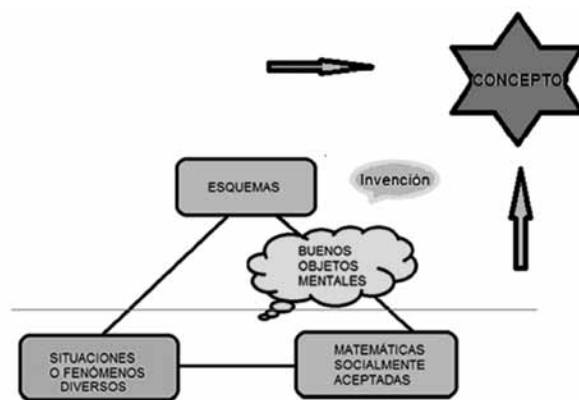 CONCEPTO
ESQUEMAS
Invención
BUENOS
OBJETOS
MENTALES
SITUACIONES
O FENÓMENOS
DIVERSOS
MATEMÁTICAS
SOCIALMENTE
ACEPTADAS